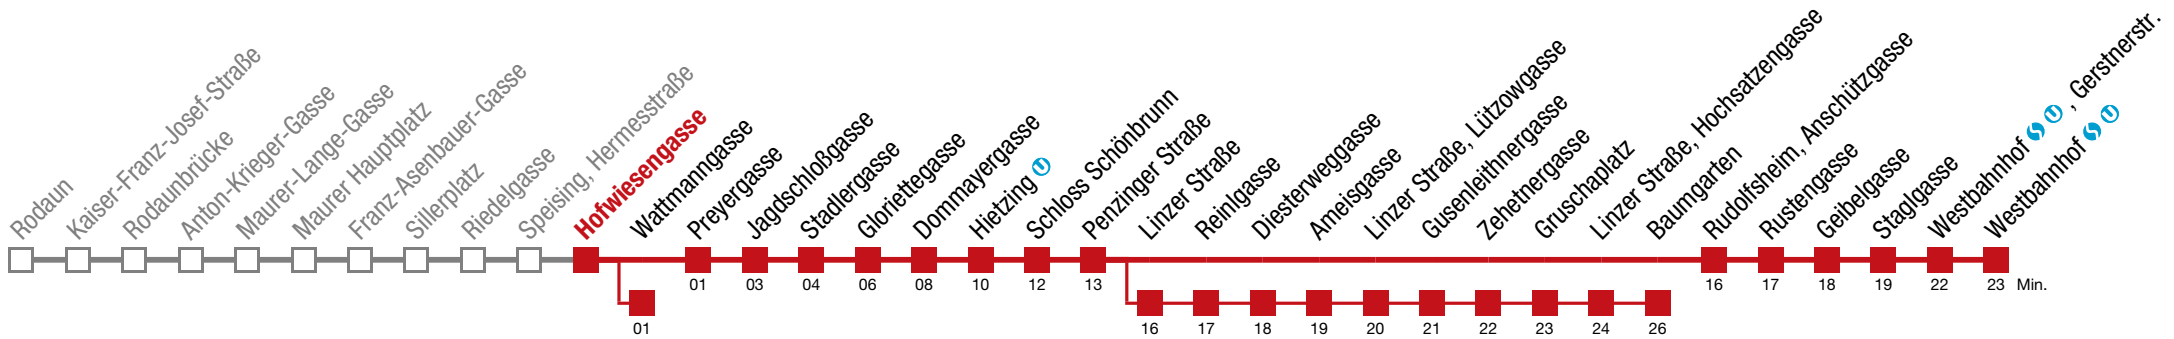 Rodaun
Kaiser-Franz-Josef-Straße
Rodaunbrücke
Anton-Krieger-Gasse
Maurer-Lange-Gasse
Maurer Hauptplatz
Franz-Asenbauer-Gasse
Sillerplatz
Riedelgasse
Speising, Hermesstraße
Hofwiesengasse
Wattmanngasse
Preyergasse
Jagdschloßgasse
Stadlergasse
Gloriettegasse
Dommayergasse
Hietzing U
Schloss Schönbrunn
Penzinger Straße
Linzer Straße
Reinlgasse
Diesterweggasse
Ameisgasse
Linzer Straße, Lützowgasse
Gusenleithnergasse
Zehetnergasse
Gruschaplatz
Linzer Straße, Hochsatzengasse
Baumgarten
Rudolfsheim, Anschützgasse
Rustengasse
Geibelgasse
Staglgasse
Westbahnhof S U , Gerstnerstr.
Westbahnhof S U
01 03 04 06 08 10 12 13 16 17 18 19 22 23 Min.
01 16 17 18 19 20 21 22 23 24 26